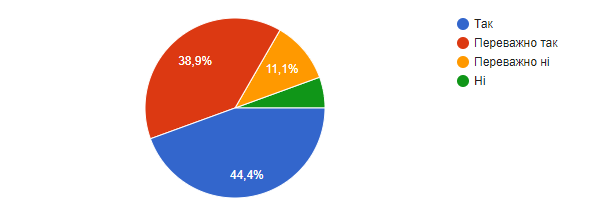 38,9%
11,1%
44,4%
Так
Переважно так
Переважно ні
Ні